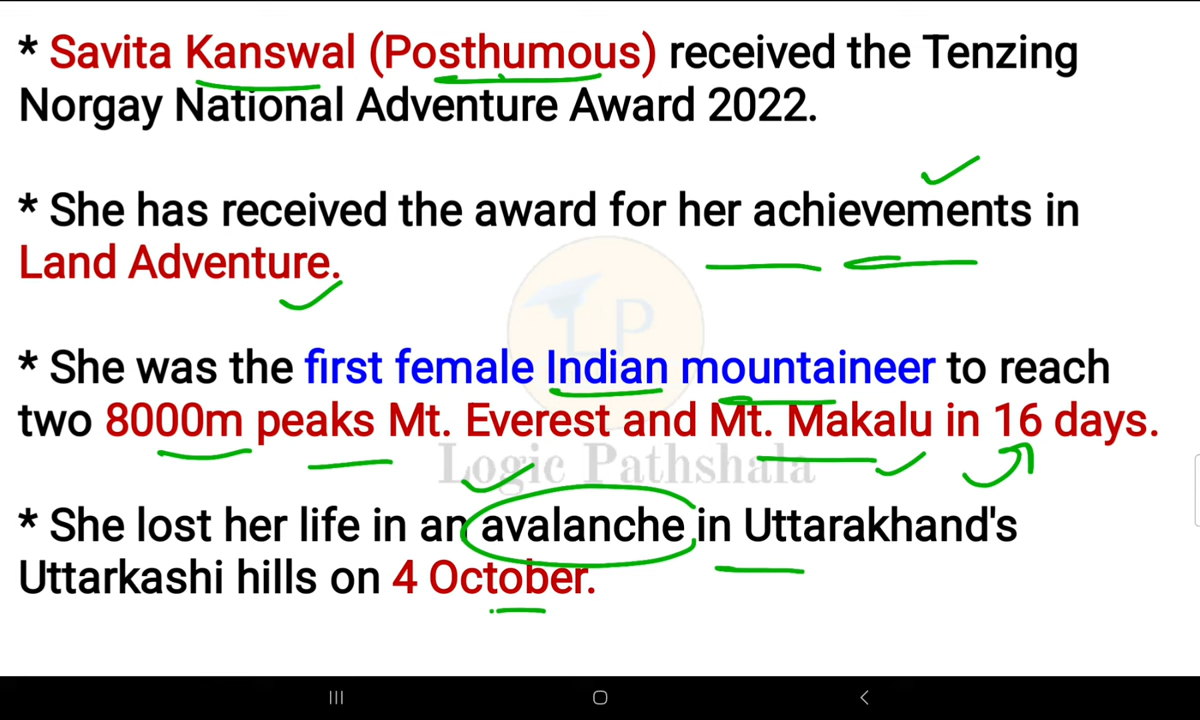 * Savita Kanswal (Posthumous) received the Tenzing
Norgay National Adventure Award 2022.
* She has received the award for her achievements in
Land Adventure.
LP
* She was the first female Indian mountaineer to reach
two 8000m peaks Mt. Everest and Mt. Makalu in 16 days.
Logic Pathshala
* She lost her life in an avalanche in Uttarakhand's
Uttarkashi hills on 4 October.